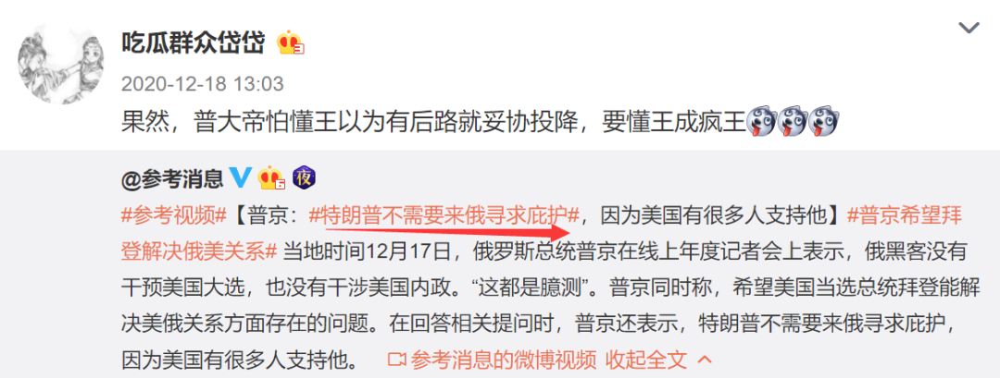 吃瓜群众岱岱 3
2020-12-18 13:03
果然，普大帝怕懂王以为有后路就妥协投降，要懂王成疯王
@参考消息 6 夜
#参考视频#【普京：#特朗普不需要来俄寻求庇护#，因为美国有很多人支持他】#普京希望拜
登解决俄美关系# 当地时间12月17日，俄罗斯总统普京在线上年度记者会上表示，俄黑客没有
干预美国大选，也没有干涉美国内政。“这都是臆测”。普京同时称，希望美国当选总统拜登能解
决美俄关系方面存在的问题。在回答相关提问时，普京还表示，特朗普不需要来俄寻求庇护，
因为美国有很多人支持他。 参考消息的微博视频 收起全文